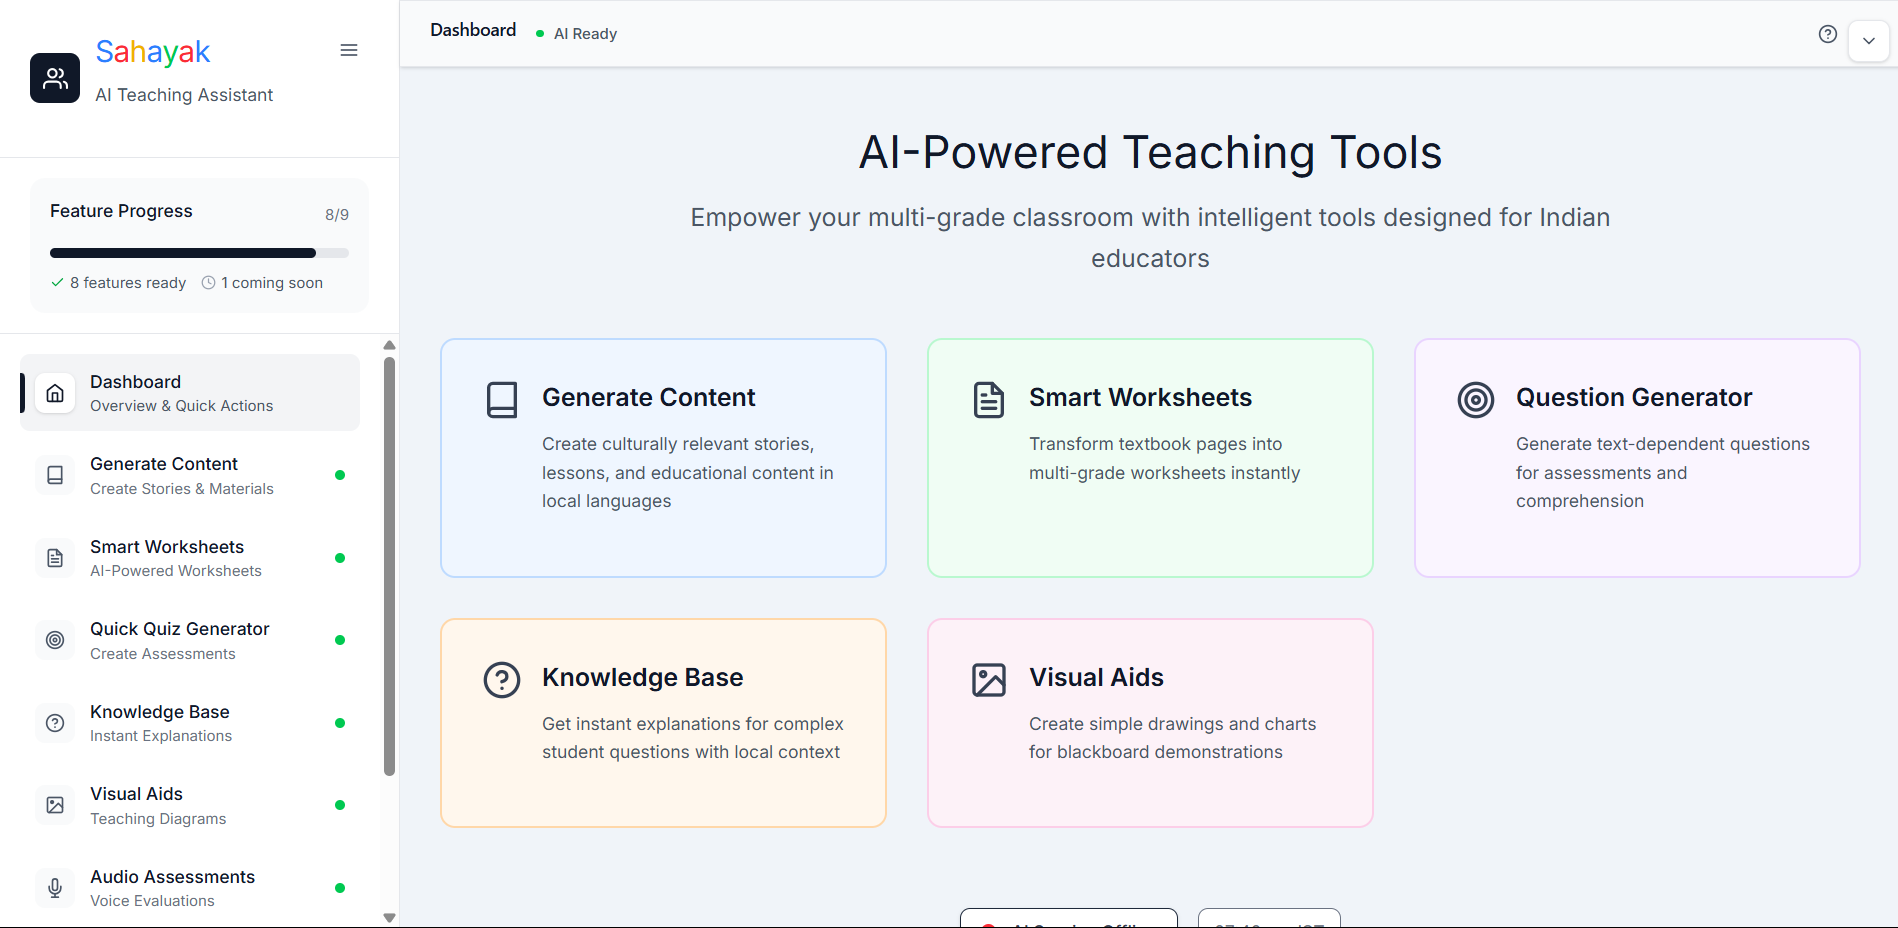 Sahayak
AI Teaching Assistant
Feature Progress
8/9
8 features ready
1 coming soon
Dashboard
Overview & Quick Actions
Generate Content
Create Stories & Materials
Smart Worksheets
AI-Powered Worksheets
Quick Quiz Generator
Create Assessments
Knowledge Base
Instant Explanations
Visual Aids
Teaching Diagrams
Audio Assessments
Voice Evaluations
Dashboard
AI Ready
AI-Powered Teaching Tools
Empower your multi-grade classroom with intelligent tools designed for Indian
educators
Generate Content
Create culturally relevant stories,
lessons, and educational content in
local languages
Smart Worksheets
Transform textbook pages into
multi-grade worksheets instantly
Question Generator
Generate text-dependent questions
for assessments and
comprehension
Knowledge Base
Get instant explanations for complex
student questions with local context
Visual Aids
Create simple drawings and charts
for blackboard demonstrations